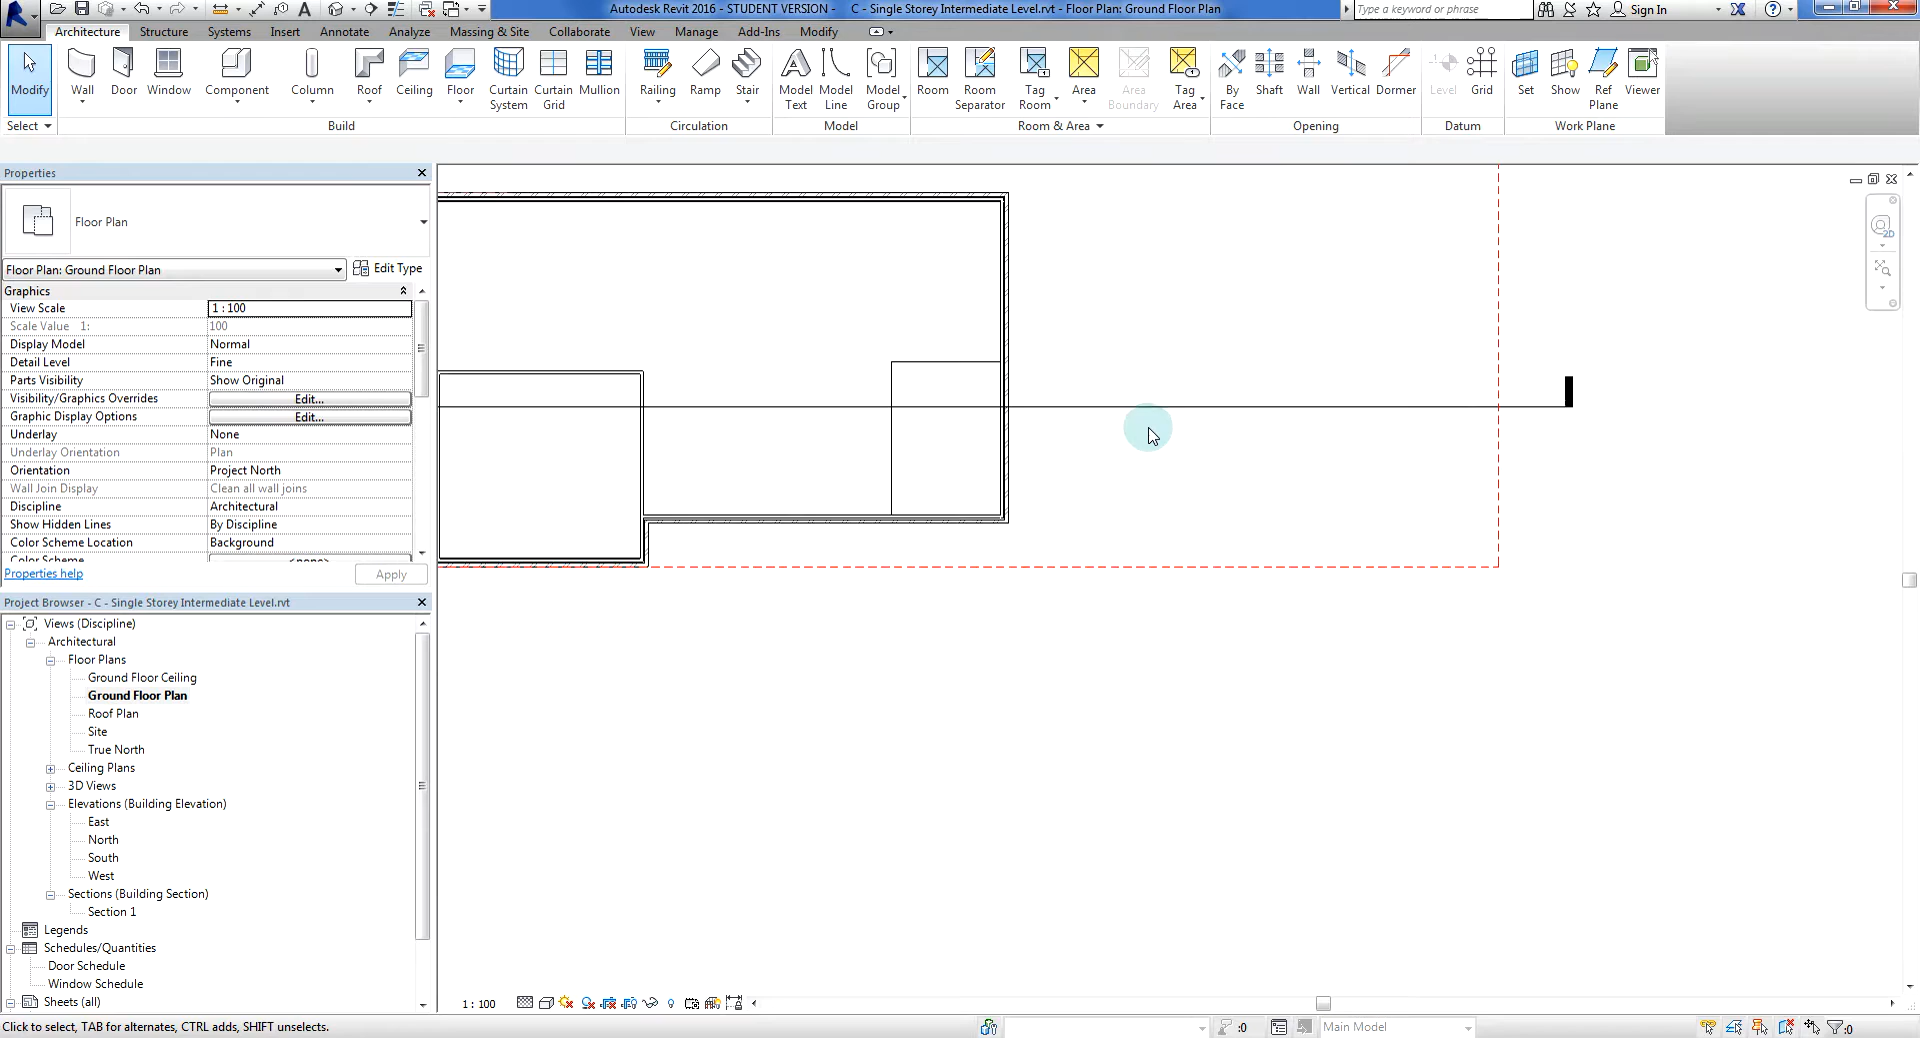 Autodesk Revit 2016 - STUDENT VERSION - C - Single Storey Intermediate Level.rvt - Floor Plan: Ground Floor Plan
Type a keyword or phrase
Sign In
Architecture Structure Systems Insert Annotate Analyze Massing & Site Collaborate View Manage Add-Ins Modify
Modify Wall Door Window Component Column Roof Ceiling Floor Curtain System Curtain Grid Mullion Railing Ramp Stair Model Text Model Line Model Group Room Room Separator Tag Room Area Area Boundary Tag Area By Face Shaft Wall Vertical Dormer Level Grid Set Show Ref Plane Viewer
Select Build Circulation Model Room & Area Opening Datum Work Plane
Properties
Floor Plan
Floor Plan: Ground Floor Plan Edit Type
Graphics
View Scale 1 : 100
Scale Value 1: 100
Display Model Normal
Detail Level Fine
Parts Visibility Show Original
Visibility/Graphics Overrides Edit...
Graphic Display Options Edit...
Underlay None
Underlay Orientation Plan
Orientation Project North
Wall Join Display Clean all wall joins
Discipline Architectural
Show Hidden Lines By Discipline
Color Scheme Location Background
Color Scheme <none>
Properties help Apply
Project Browser - C - Single Storey Intermediate Level.rvt
Views (Discipline)
Architectural
Floor Plans
Ground Floor Ceiling
Ground Floor Plan
Roof Plan
Site
True North
Ceiling Plans
3D Views
Elevations (Building Elevation)
East
North
South
West
Sections (Building Section)
Section 1
Legends
Schedules/Quantities
Door Schedule
Window Schedule
Sheets (all)
2D
1 : 100
Click to select, TAB for alternates, CTRL adds, SHIFT unselects.
:0
Main Model
:0